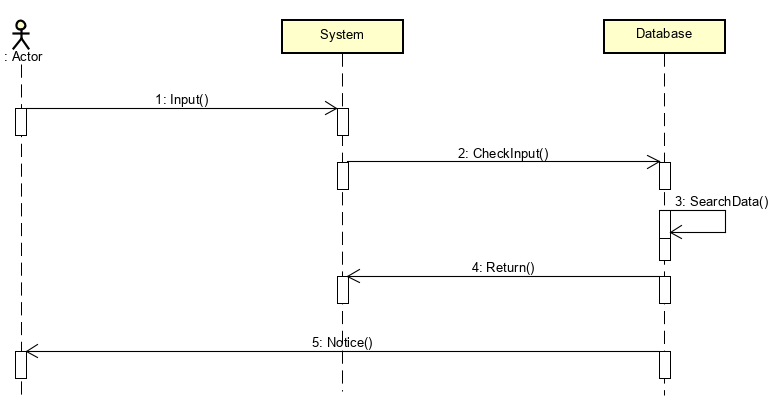 System
Database
: Actor
1: Input()
2: CheckInput()
3: SearchData()
4: Return()
5: Notice()